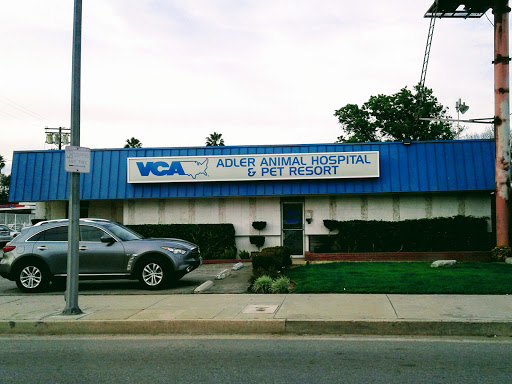 VCA ADLER ANIMAL HOSPITAL
& PET RESORT